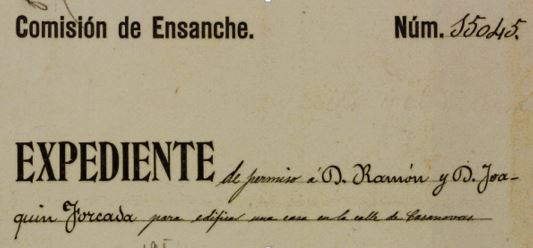 Comisión de Ensanche. Núm. 15045.
EXPEDIENTE de permiso á D. Ramón y D. Joa-
quin Forcada para edificar una casa en la calle de Casanovas